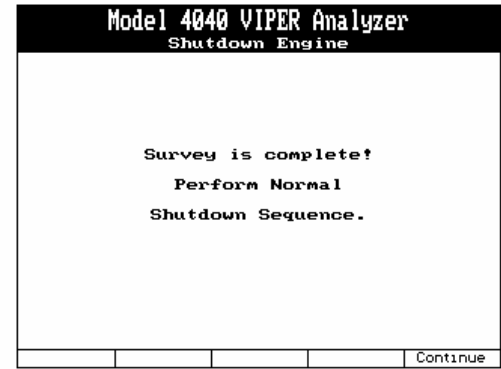 Model 4040 VIPER Analyzer
Shutdown Engine
Survey is complete!
Perform Normal
Shutdown Sequence.
Continue